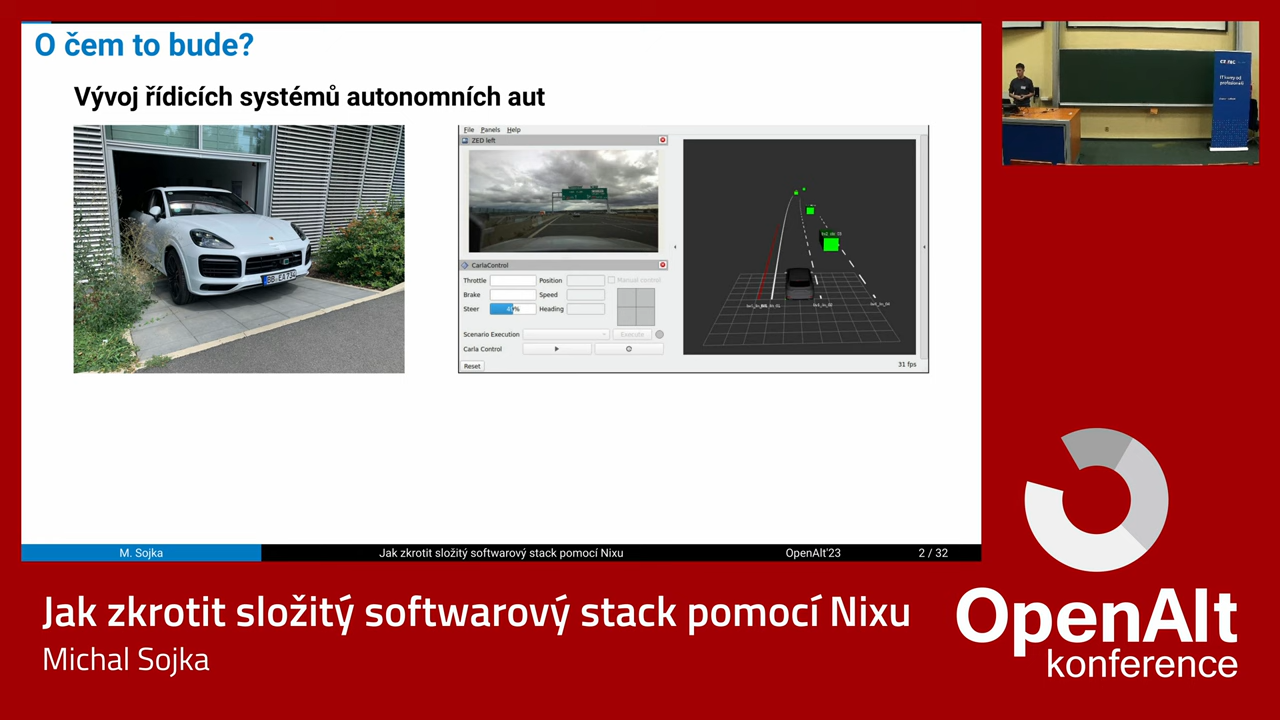 O čem to bude?
Vývoj řídicích systémů autonomních aut
File Panels Help
ZED left
CarlaControl
Throttle Position Manual control
Brake Speed
Steer Heading
Scenario Execution Execute
Carla Control
Reset
31 fps
M. Sojka Jak zkrotit složitý softwarový stack pomocí Nixu OpenAlt'23 2 / 32
Jak zkrotit složitý softwarový stack pomocí Nixu
Michal Sojka
OpenAlt
konference